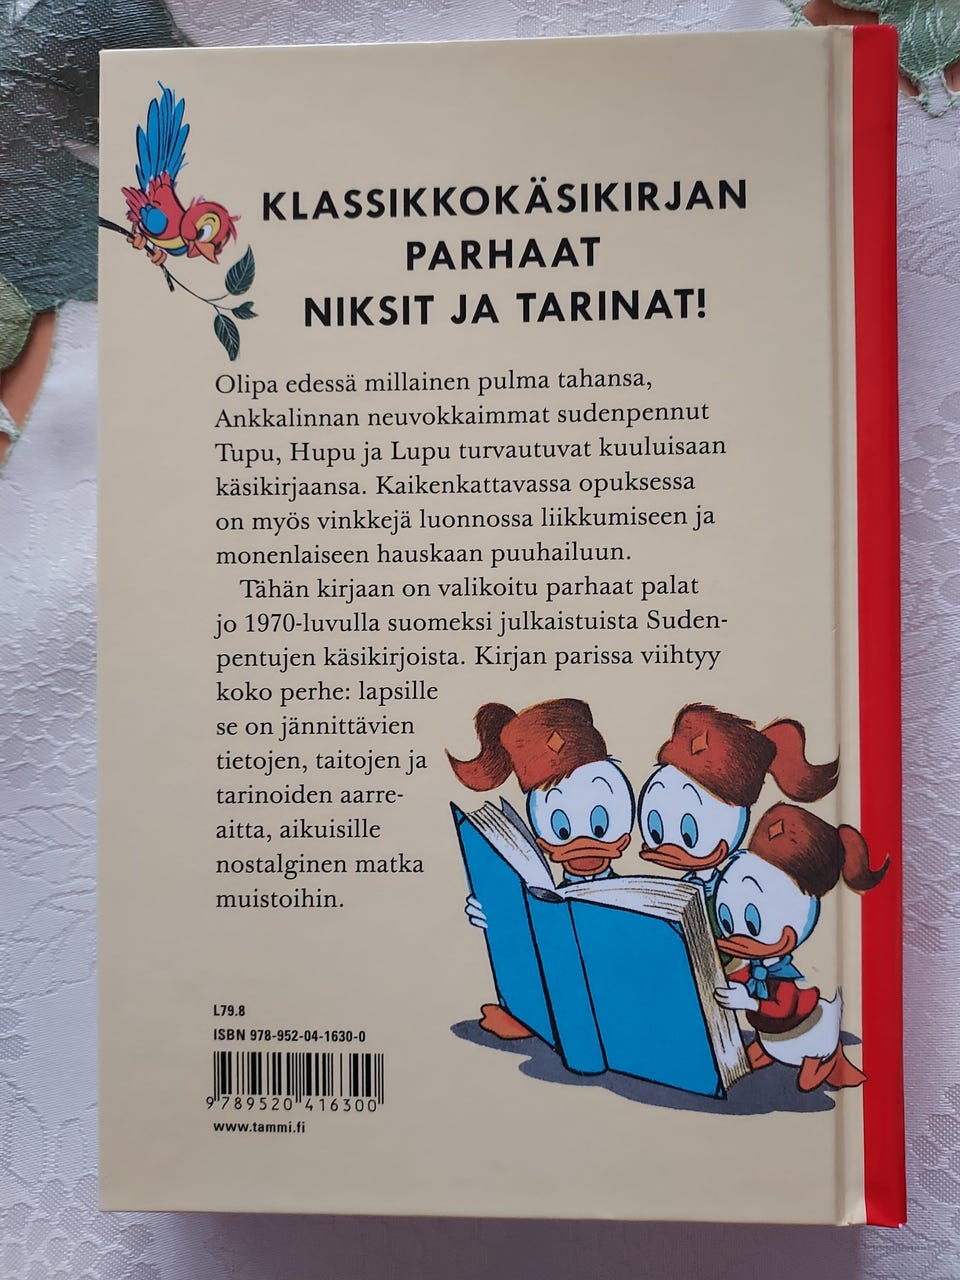 KLASSIKKOKÄSIKIRJAN
PARHAAT
NIKSIT JA TARINAT!
Olipa edessä millainen pulma tahansa,
Ankkalinnan neuvokkaimmat sudenpennut
Tupu, Hupu ja Lupu turvautuvat kuuluisaan
käsikirjaansa. Kaikenkattavassa opuksessa
on myös vinkkejä luonnossa liikkumiseen ja
monenlaiseen hauskaan puuhailuun.
Tähän kirjaan on valikoitu parhaat palat
jo 1970-luvulla suomeksi julkaistuista Suden-
pentujen käsikirjoista. Kirjan parissa viihtyy
koko perhe: lapsille
se on jännittävien
tietojen, taitojen ja
tarinoiden aarre-
aitta, aikuisille
nostalginen matka
muistoihin.
L79.8
ISBN 978-952-04-1630-0
9 789520 416300
www.tammi.fi